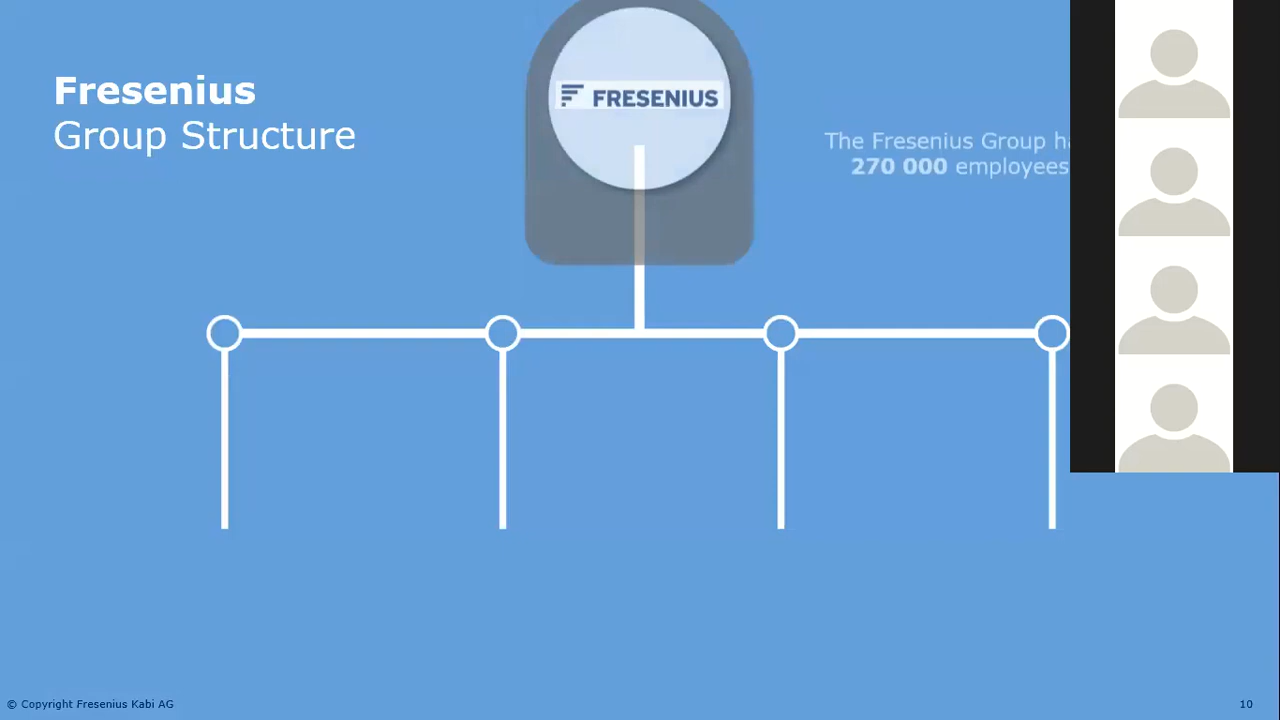 Fresenius
Group Structure
FRESENIUS
The Fresenius Group
270 000 employees
© Copyright Fresenius Kabi AG
10